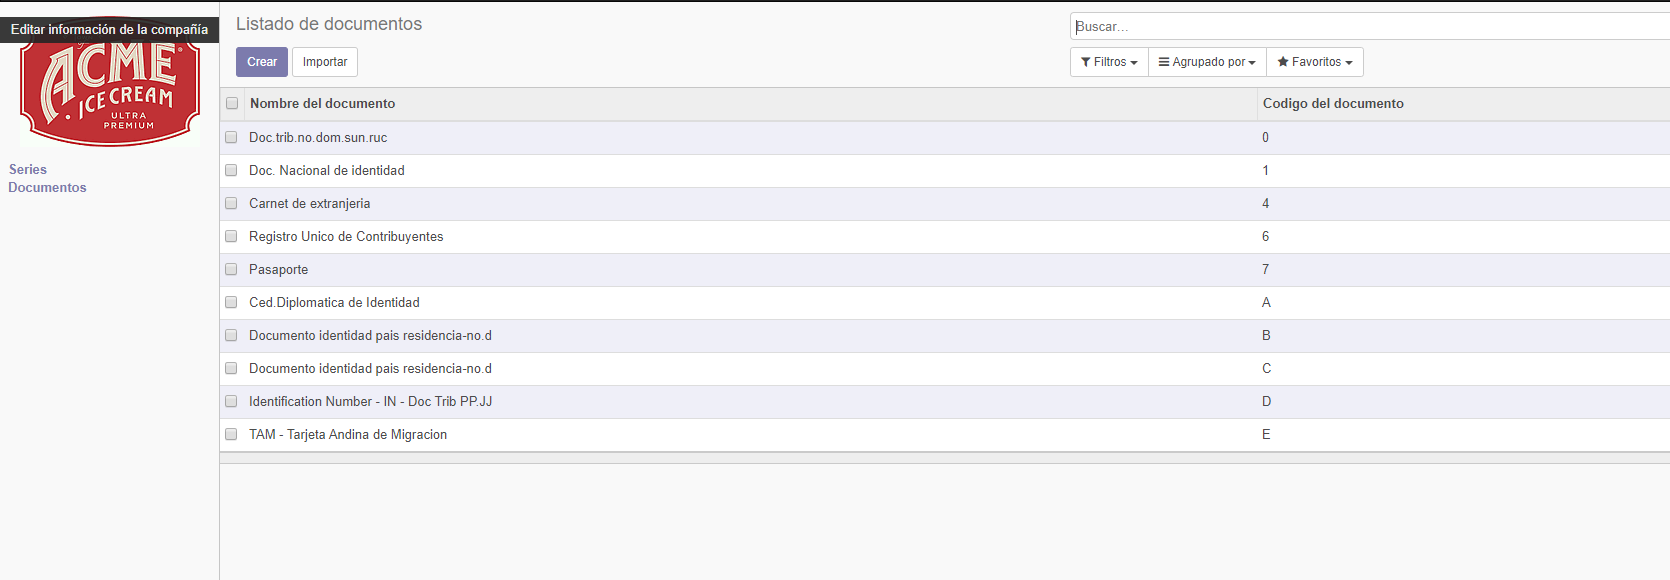 Editar información de la compañía
ACME
ICE CREAM
ULTRA
PREMIUM
Series
Documentos
Listado de documentos
Buscar...
Crear
Importar
Filtros
Agrupado por
Favoritos
Nombre del documento Codigo del documento
Doc.trib.no.dom.sun.ruc 0
Doc. Nacional de identidad 1
Carnet de extranjeria 4
Registro Unico de Contribuyentes 6
Pasaporte 7
Ced.Diplomatica de Identidad A
Documento identidad pais residencia-no.d B
Documento identidad pais residencia-no.d C
Identification Number - IN - Doc Trib PP.JJ D
TAM - Tarjeta Andina de Migracion E